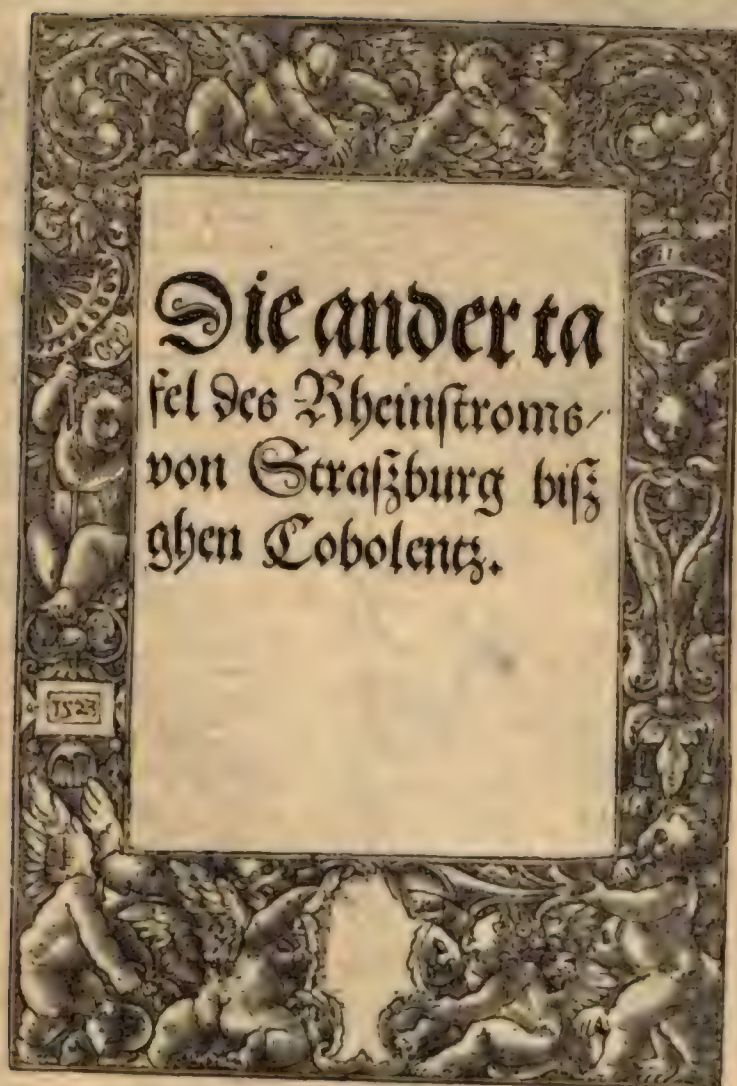 Die ander ta
fel des Rheinstroms/
von Straßburg biß
ghen Cobolentz.
1523